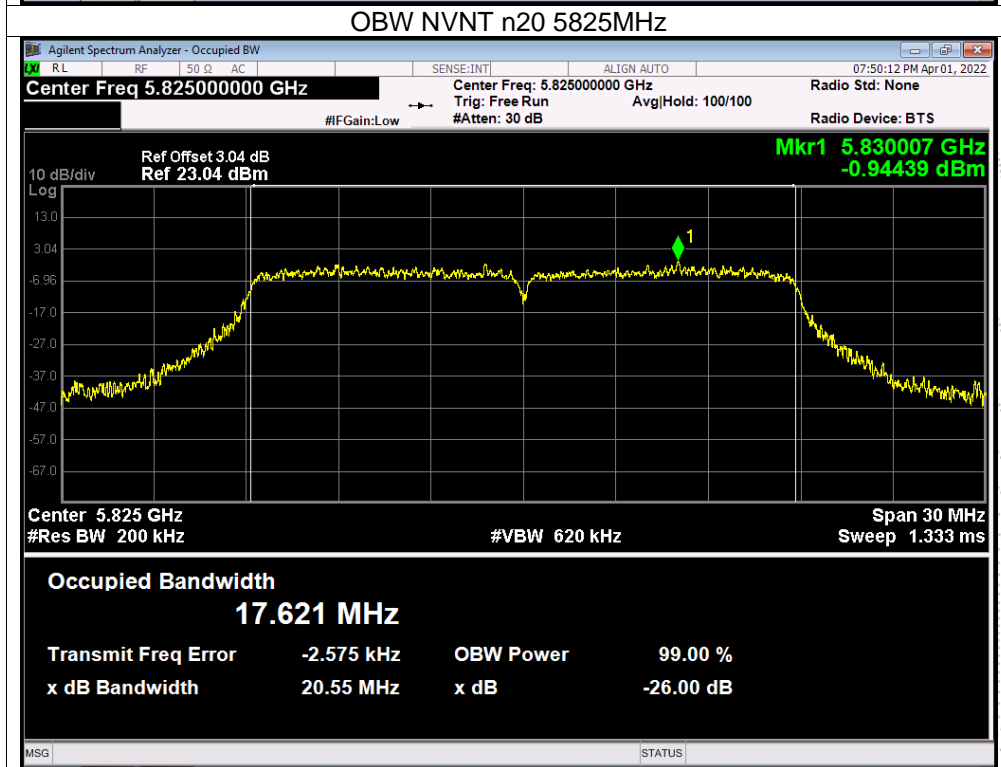 OBW NVNT n20 5825MHz
Agilent Spectrum Analyzer - Occupied BW
LXI RL RF 50 Ω AC SENSE:INT ALIGN AUTO 07:50:12 PM Apr 01, 2022
Center Freq 5.825000000 GHz Center Freq: 5.825000000 GHz Radio Std: None
Trig: Free Run Avg|Hold: 100/100
#IFGain:Low #Atten: 30 dB Radio Device: BTS
Mkr1 5.830007 GHz
-0.94439 dBm
Ref Offset 3.04 dB
10 dB/div Ref 23.04 dBm
Log
13.0
1
3.04
-6.96
-17.0
-27.0
-37.0
-47.0
-57.0
-67.0
Center 5.825 GHz Span 30 MHz
#Res BW 200 kHz #VBW 620 kHz Sweep 1.333 ms
Occupied Bandwidth
17.621 MHz
Transmit Freq Error -2.575 kHz OBW Power 99.00 %
x dB Bandwidth 20.55 MHz x dB -26.00 dB
MSG STATUS